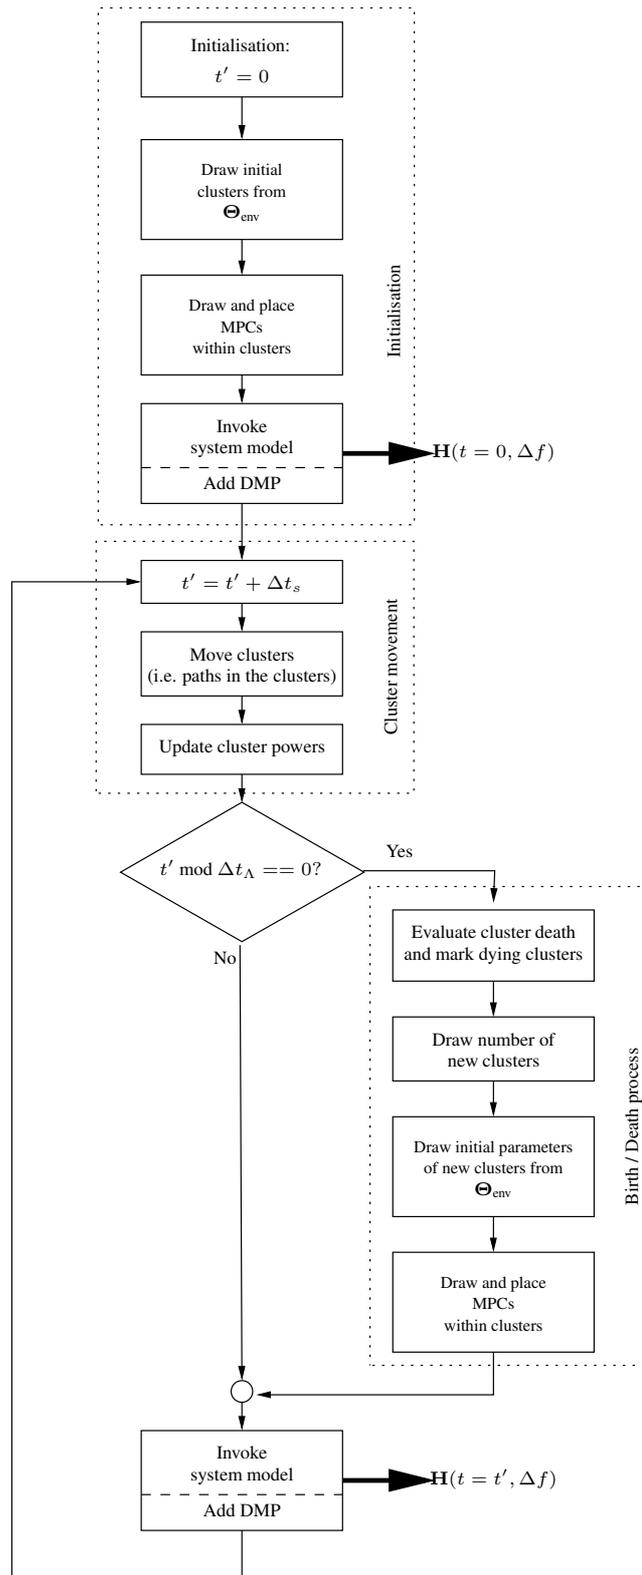 Initialisation:
t′ = 0
Draw initial
clusters from
Θenv
Draw and place
MPCs
within clusters
Initialisation
Invoke
system model
Add DMP
H(t = 0, Δf)
t′ = t′ + Δts
Move clusters
(i.e. paths in the clusters)
Update cluster powers
Cluster movement
t′ mod ΔtΛ == 0?
Yes
No
Evaluate cluster death
and mark dying clusters
Draw number of
new clusters
Draw initial parameters
of new clusters from
Θenv
Draw and place
MPCs
within clusters
Birth / Death process
Invoke
system model
Add DMP
H(t = t′, Δf)